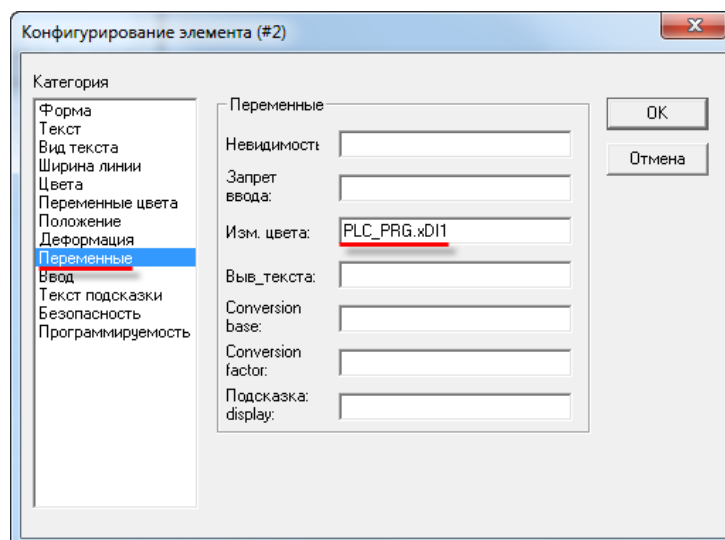 Конфигурирование элемента (#2)
Категория
Форма
Текст
Вид текста
Ширина линии
Цвета
Переменные цвета
Положение
Деформация
Переменные
Ввод
Текст подсказки
Безопасность
Программируемость
Переменные
Невидимость
Запрет
ввода:
Изм. цвета:
PLC_PRG.xDI1
Выв_текста:
Conversion
base:
Conversion
factor:
Подсказка:
display:
OK
Отмена